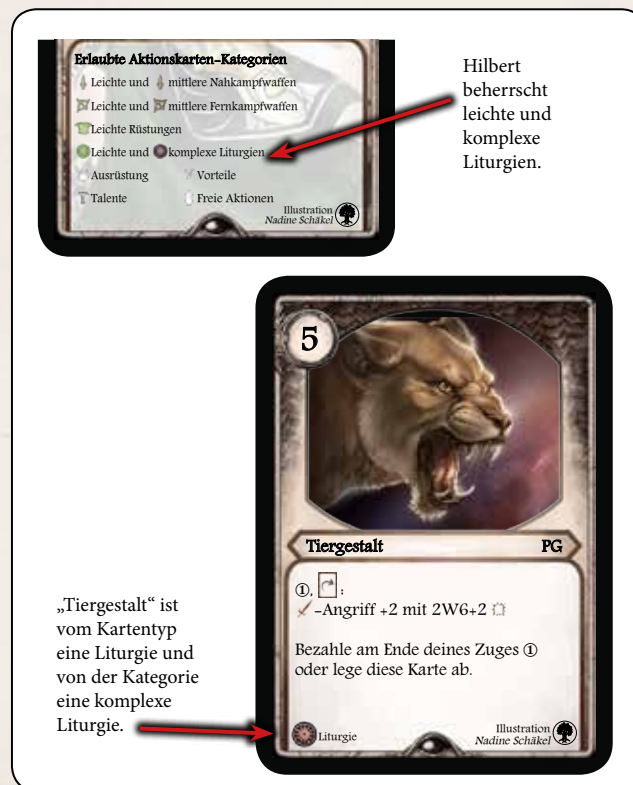 Erlaubte Aktionskarten-Kategorien
Leichte und mittlere Nahkampfwaffen
Leichte und mittlere Fernkampfwaffen
Leichte Rüstungen
Leichte und komplexe Liturgien
Ausrüstung Vorteile
Talente Freie Aktionen
Illustration
Nadine Schäkel
Hilbert
beherrscht
leichte und
komplexe
Liturgien.
5
Tiergestalt PG
①, :
-Angriff +2 mit 2W6+2
Bezahle am Ende deines Zuges ①
oder lege diese Karte ab.
Liturgie
Illustration
Nadine Schäkel
„Tiergestalt“ ist
vom Kartentyp
eine Liturgie und
von der Kategorie
eine komplexe
Liturgie.